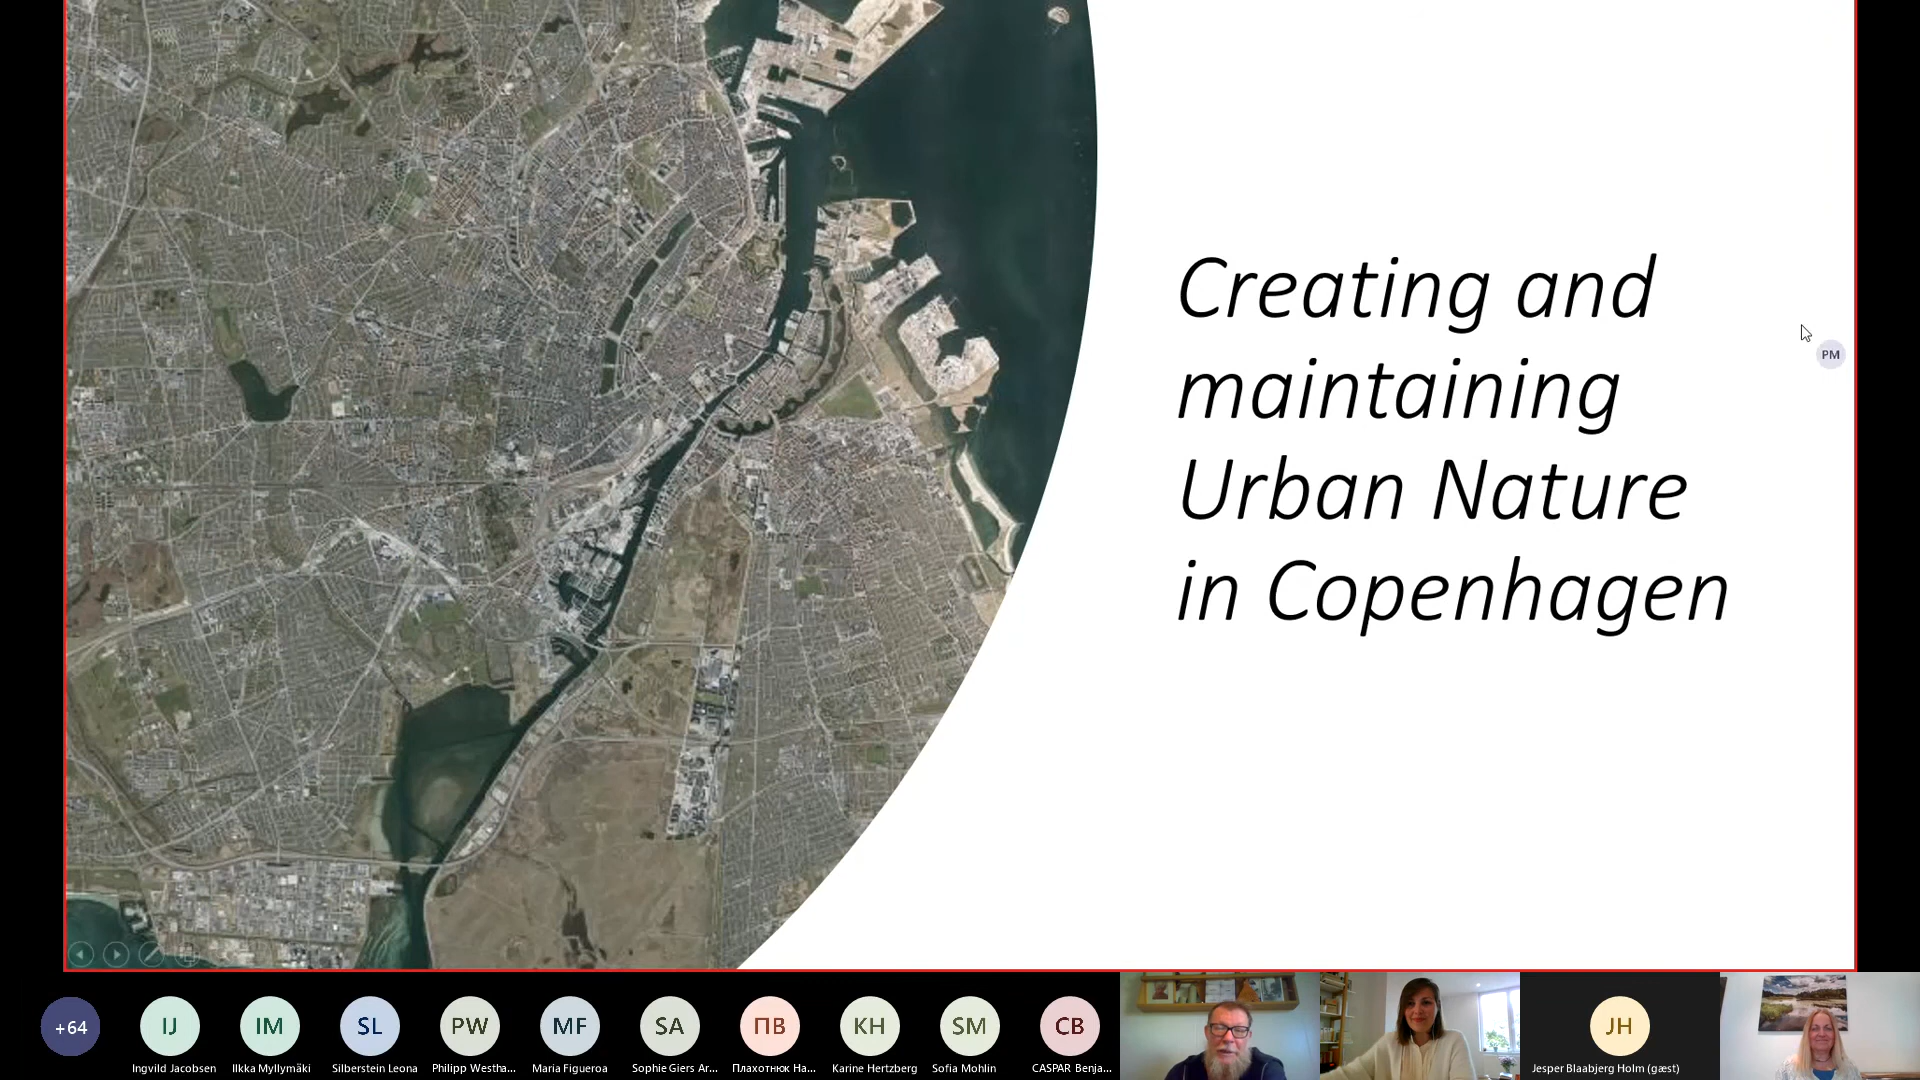 Creating and
maintaining
Urban Nature
in Copenhagen
PM
+64
IJ
IM
SL
PW
MF
SA
ПВ
KH
SM
CB
JH
Ingvild Jacobsen
Ilkka Myllymäki
Silberstein Leona
Philipp Westha...
Maria Figueroa
Sophie Giers Ar...
Плахотнюк На...
Karine Hertzberg
Sofia Mohlin
CASPAR Benja...
Jesper Blaabjerg Holm (gæst)